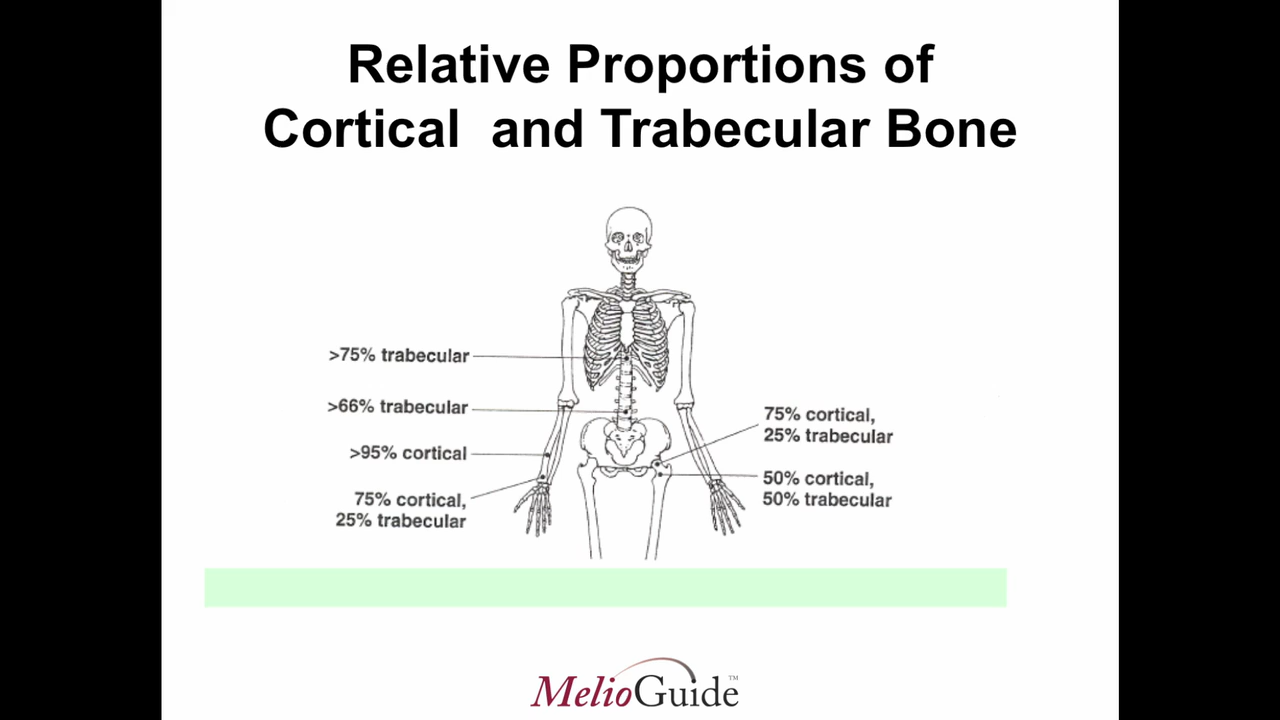 Relative Proportions of
Cortical and Trabecular Bone
>75% trabecular
>66% trabecular
>95% cortical
75% cortical,
25% trabecular
75% cortical,
25% trabecular
50% cortical,
50% trabecular
MelioGuide™